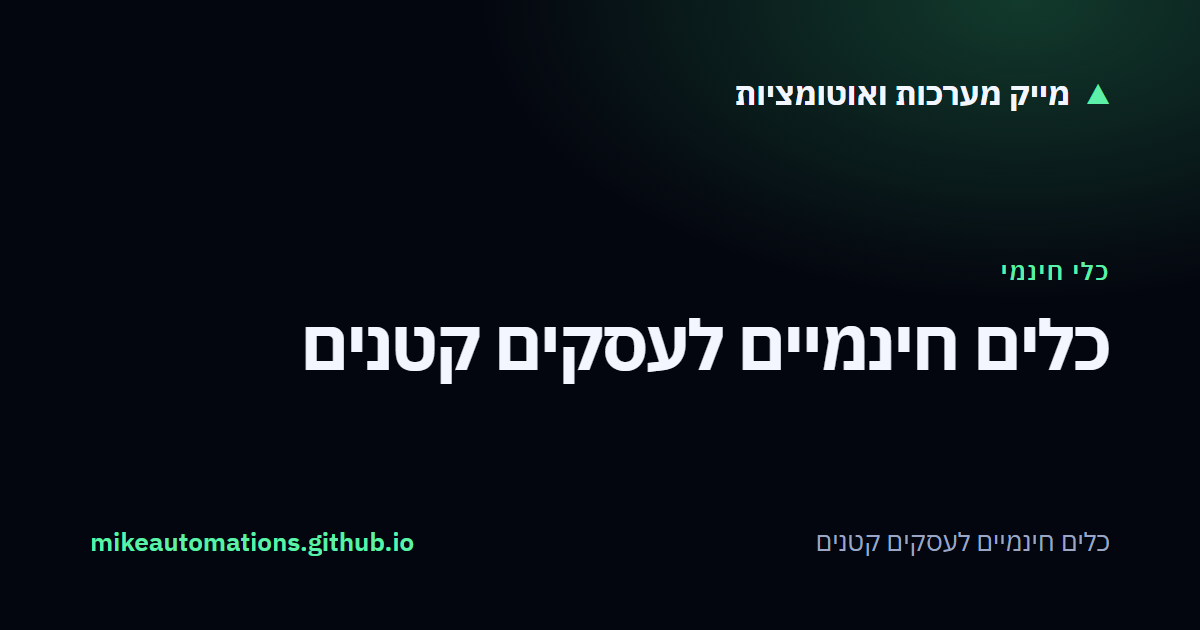 ▲ מייק מערכות ואוטומציות
כלי חינמי
כלים חינמיים לעסקים קטנים
כלים חינמיים לעסקים קטנים
mikeautomations.github.io